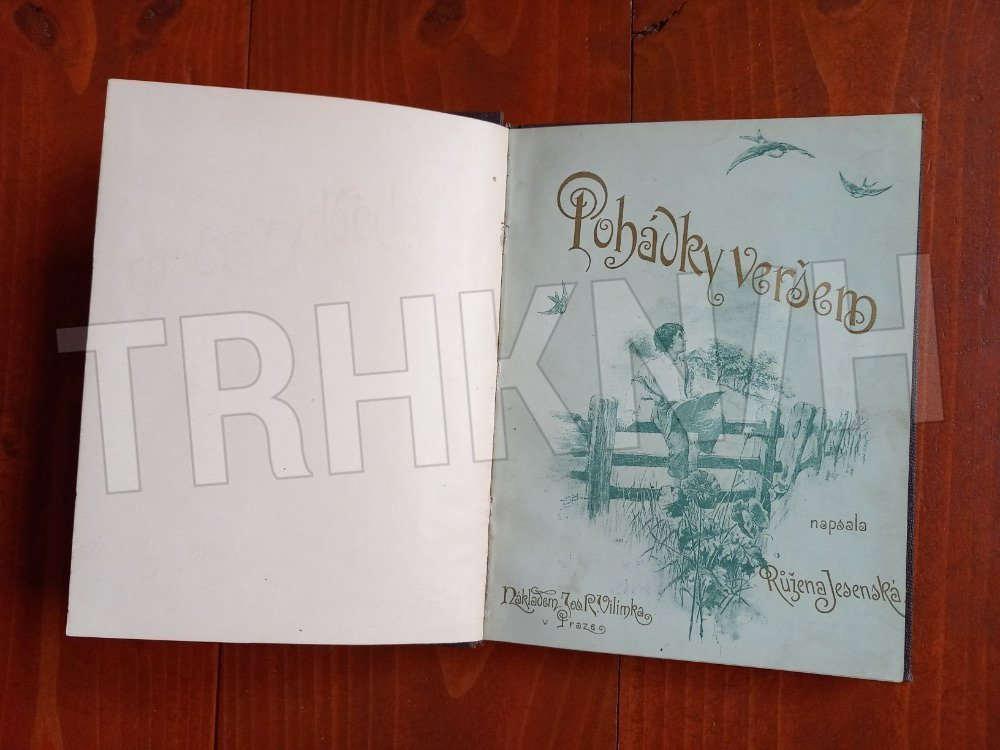 Pohádky veršem
TRHKNIH
napsala
Růžena Jesenská
Nákladem Jos. R. Vilímka
v Praze